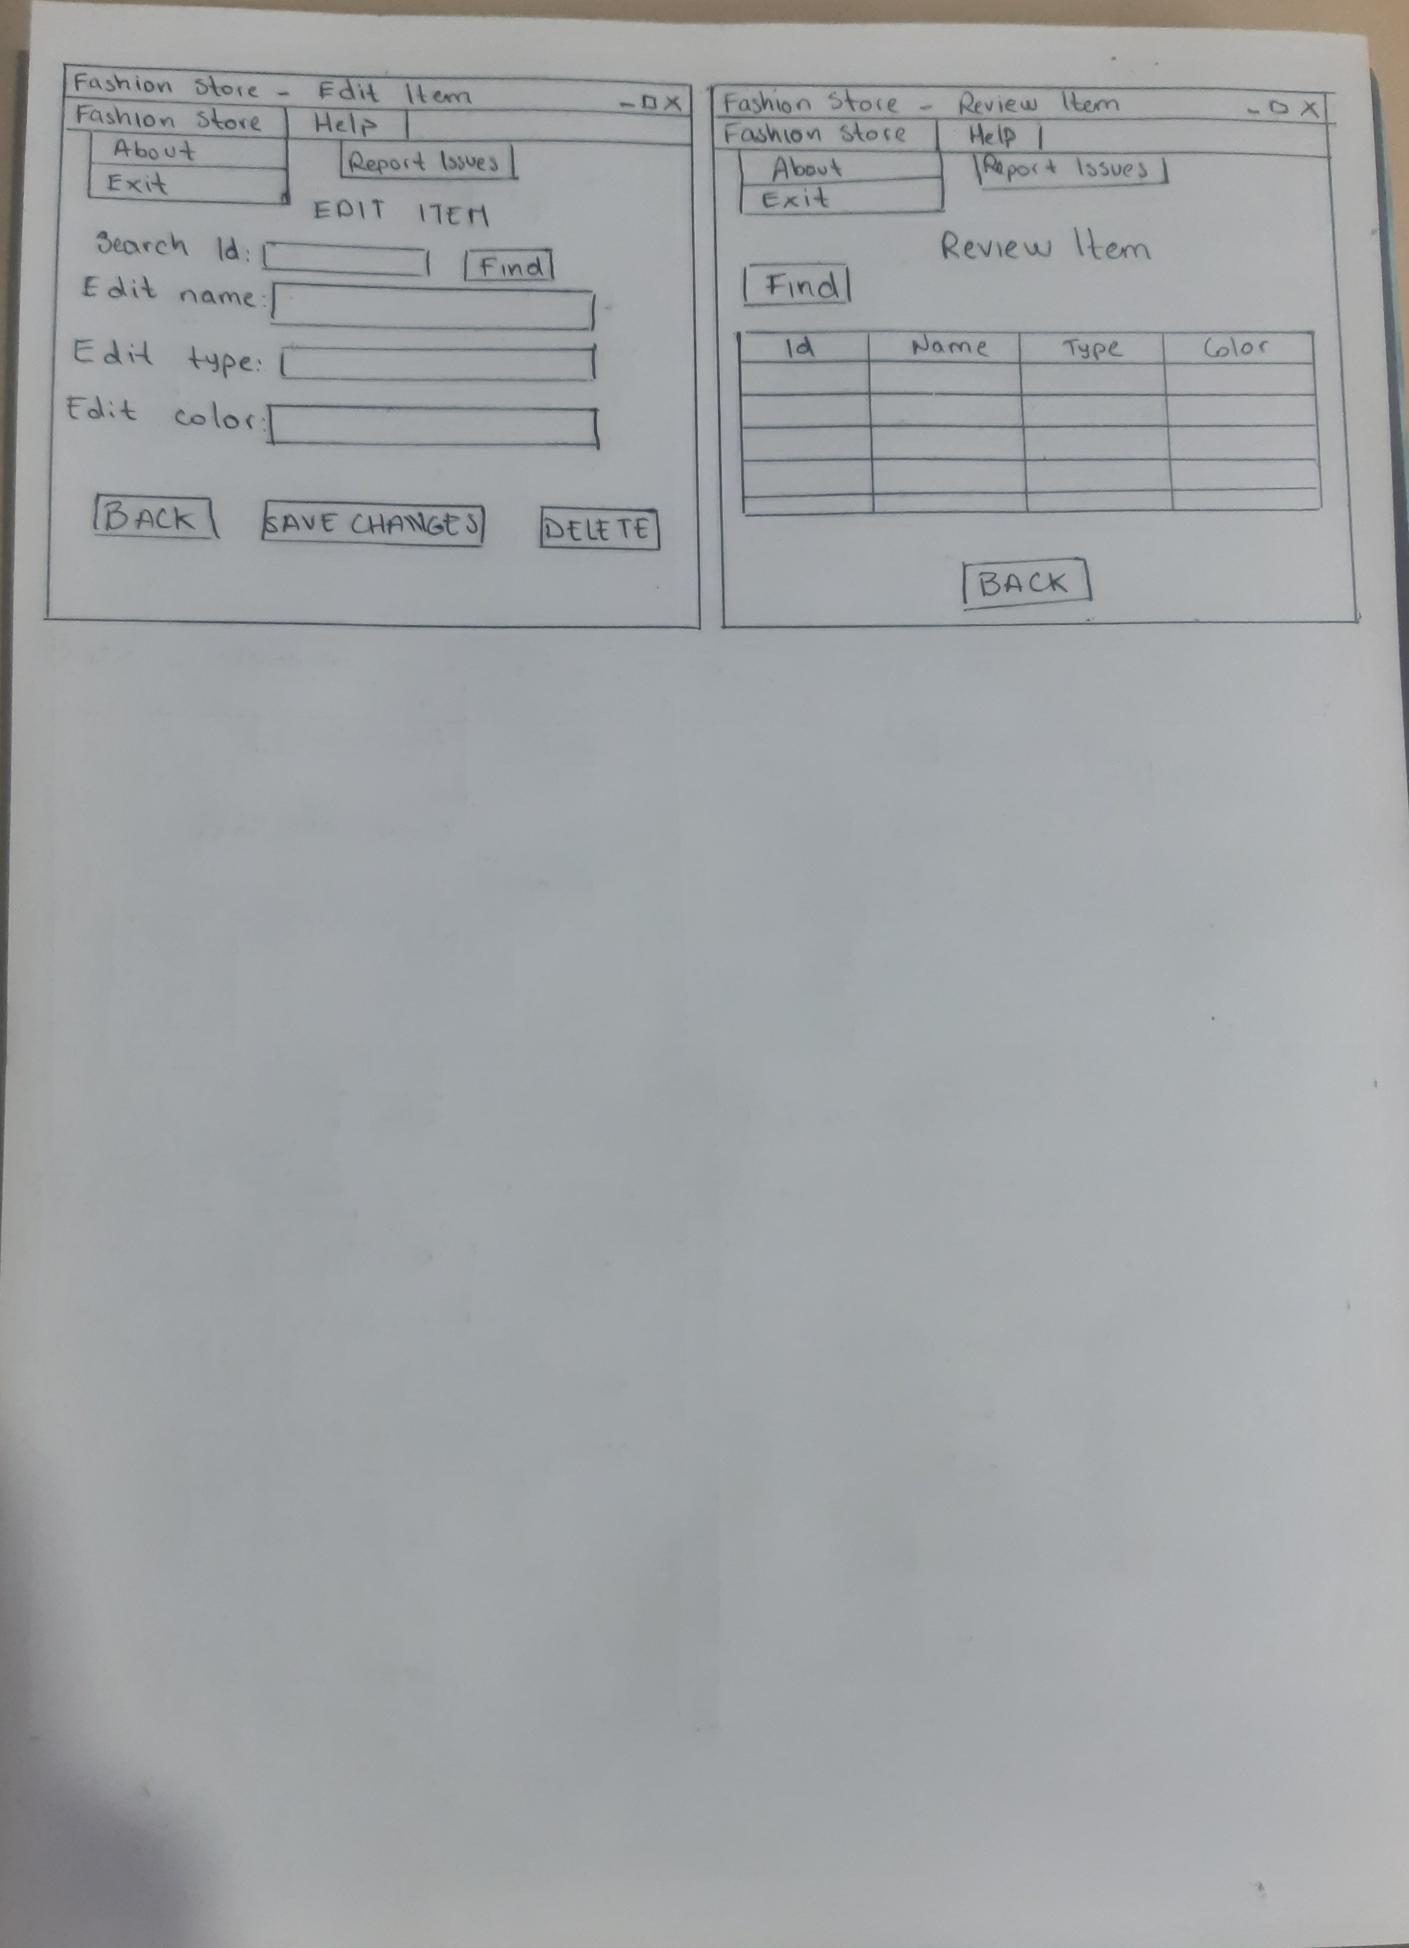 Fashion Store - Edit Item
Fashion Store Help
About
Report Issues
Exit
EDIT ITEM
Search Id: Find
Edit name:
Edit type:
Edit color:
BACK SAVE CHANGES DELETE
Fashion Store - Review Item
Fashion Store Help
About Report Issues
Exit
Review Item
Find
Id Name Type Color
BACK